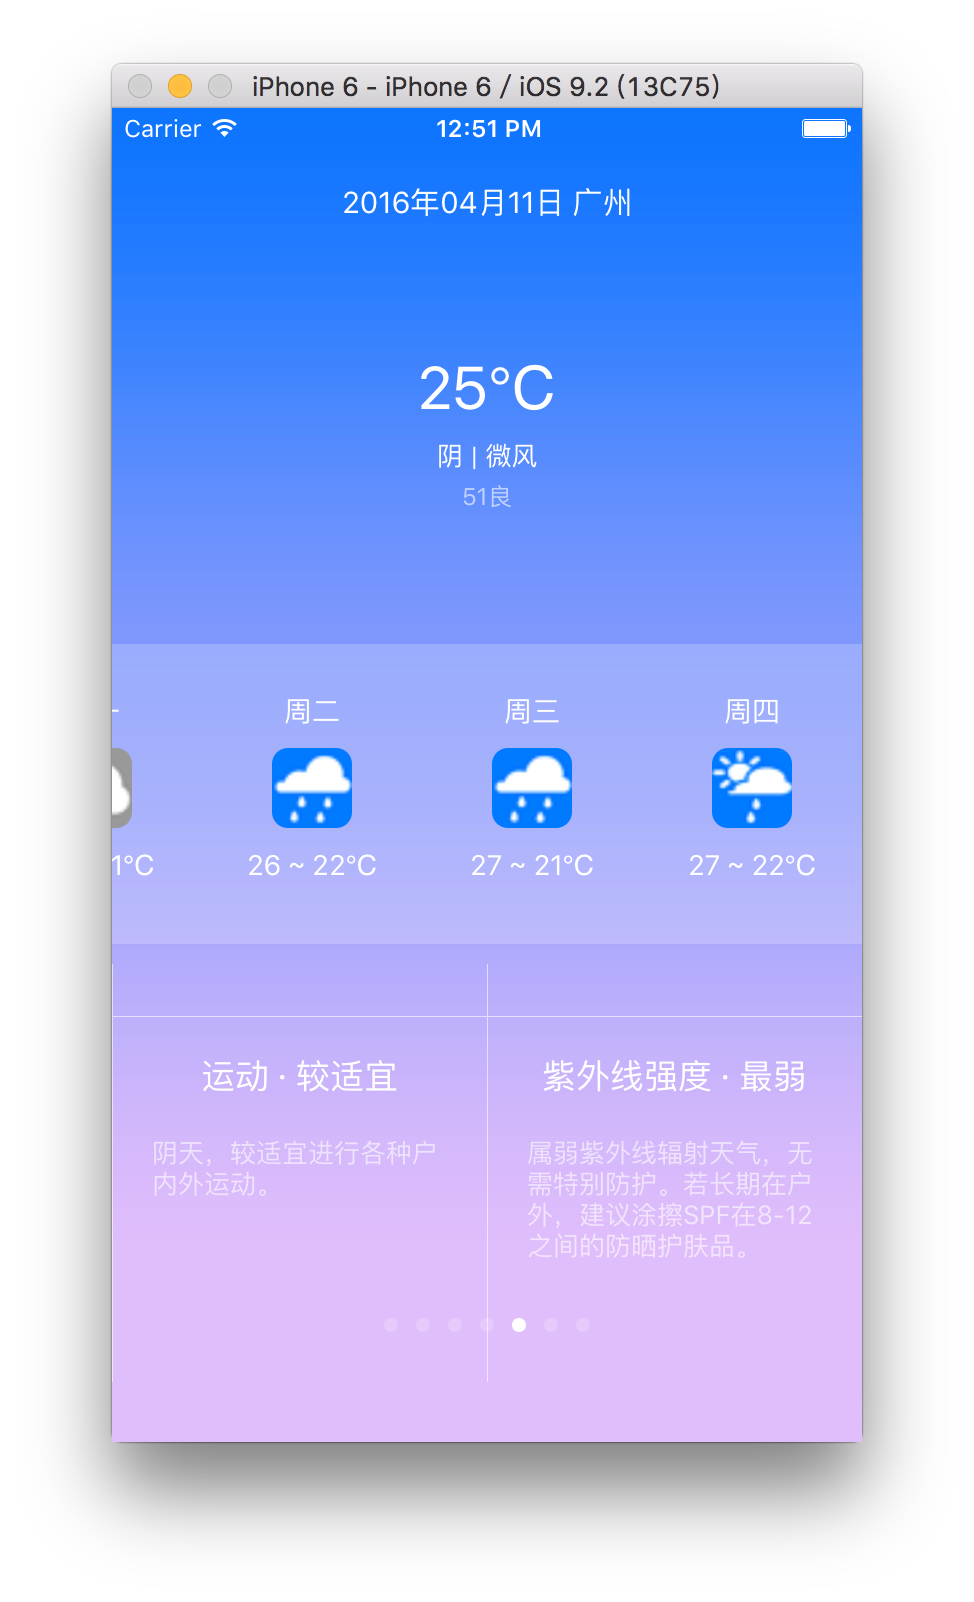 iPhone 6 - iPhone 6 / iOS 9.2 (13C75)
Carrier 12:51 PM
2016年04月11日 广州
25°C
阴 | 微风
51良
周二 周三 周四
1°C 26 ~ 22°C 27 ~ 21°C 27 ~ 22°C
运动 · 较适宜
阴天，较适宜进行各种户
内外运动。
紫外线强度 · 最弱
属弱紫外线辐射天气，无
需特别防护。若长期在户
外，建议涂擦SPF在8-12
之间的防晒护肤品。